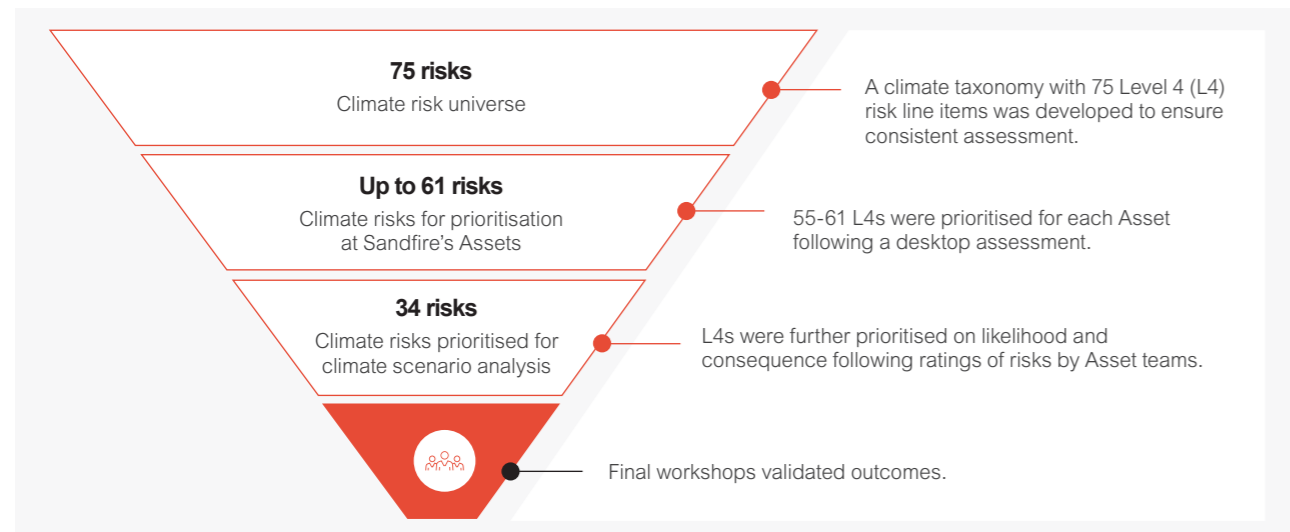 75 risks
Climate risk universe
A climate taxonomy with 75 Level 4 (L4)
risk line items was developed to ensure
consistent assessment.
Up to 61 risks
Climate risks for prioritisation
at Sandfire's Assets
55-61 L4s were prioritised for each Asset
following a desktop assessment.
34 risks
Climate risks prioritised for
climate scenario analysis
L4s were further prioritised on likelihood and
consequence following ratings of risks by Asset teams.
Final workshops validated outcomes.